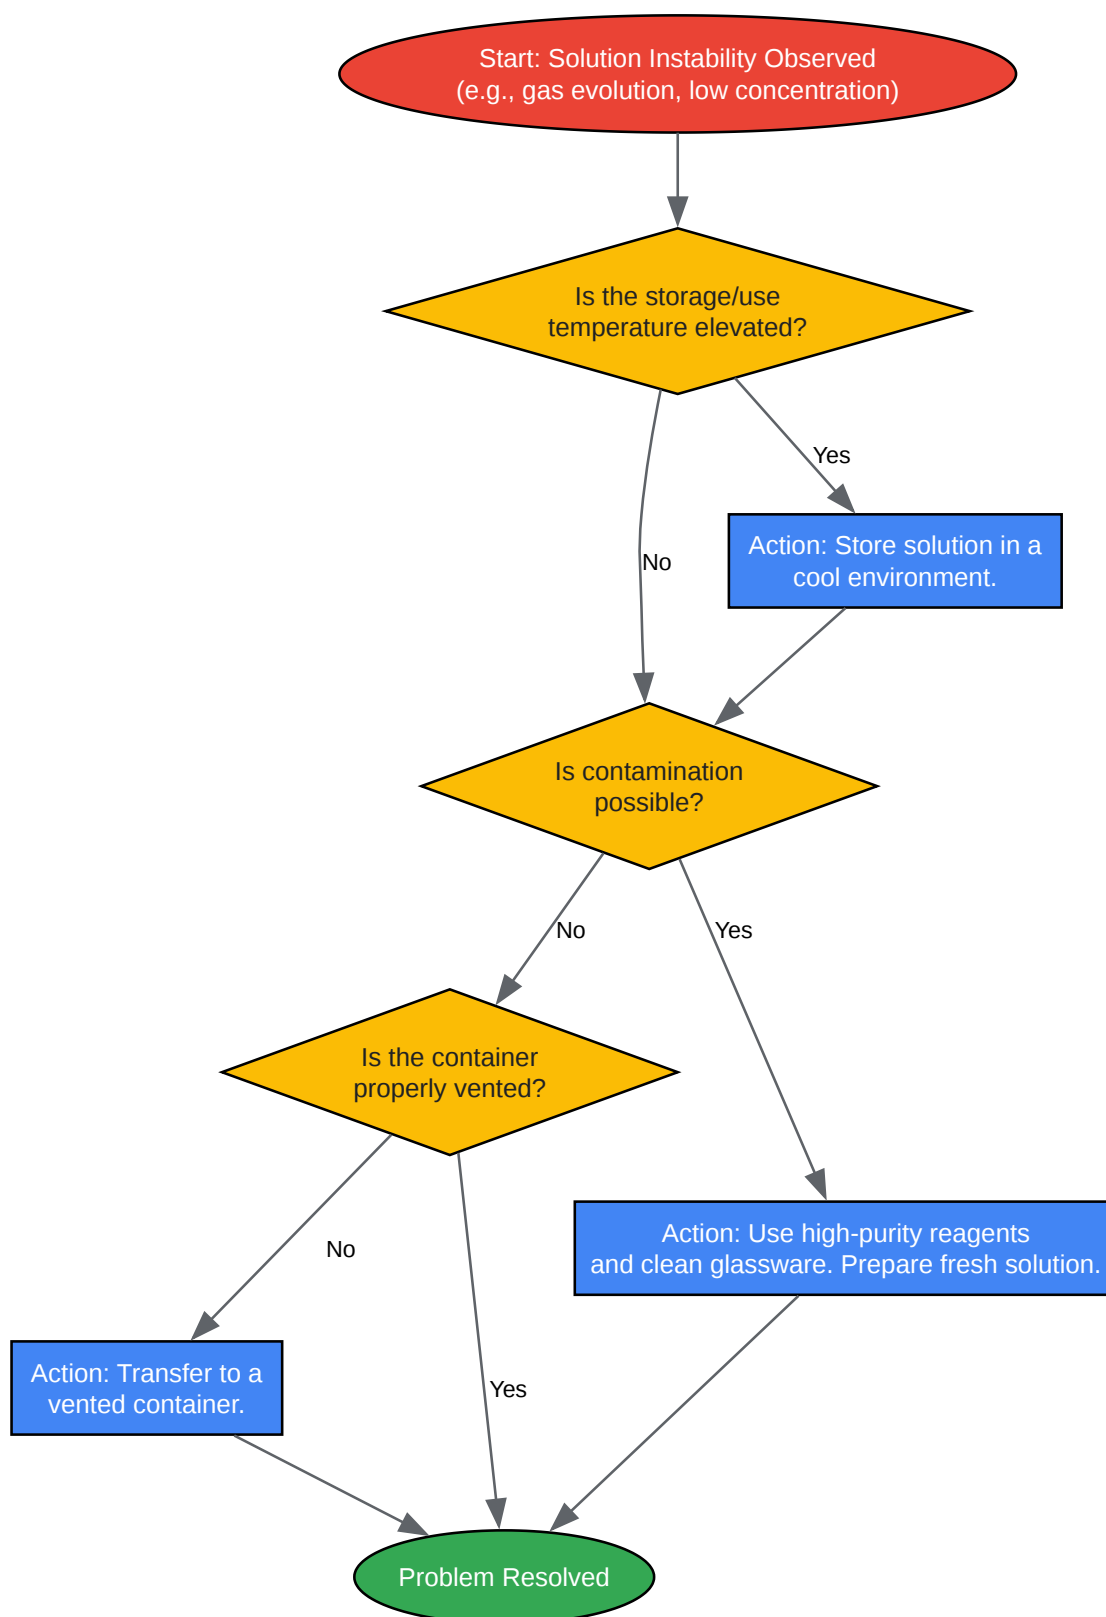 Start: Solution Instability Observed
(e.g., gas evolution, low concentration)
Is the storage/use
temperature elevated?
Yes
Action: Store solution in a
cool environment.
No
Is contamination
possible?
No
Yes
Is the container
properly vented?
Action: Use high-purity reagents
and clean glassware. Prepare fresh solution.
No
Action: Transfer to a
vented container.
Yes
Problem Resolved